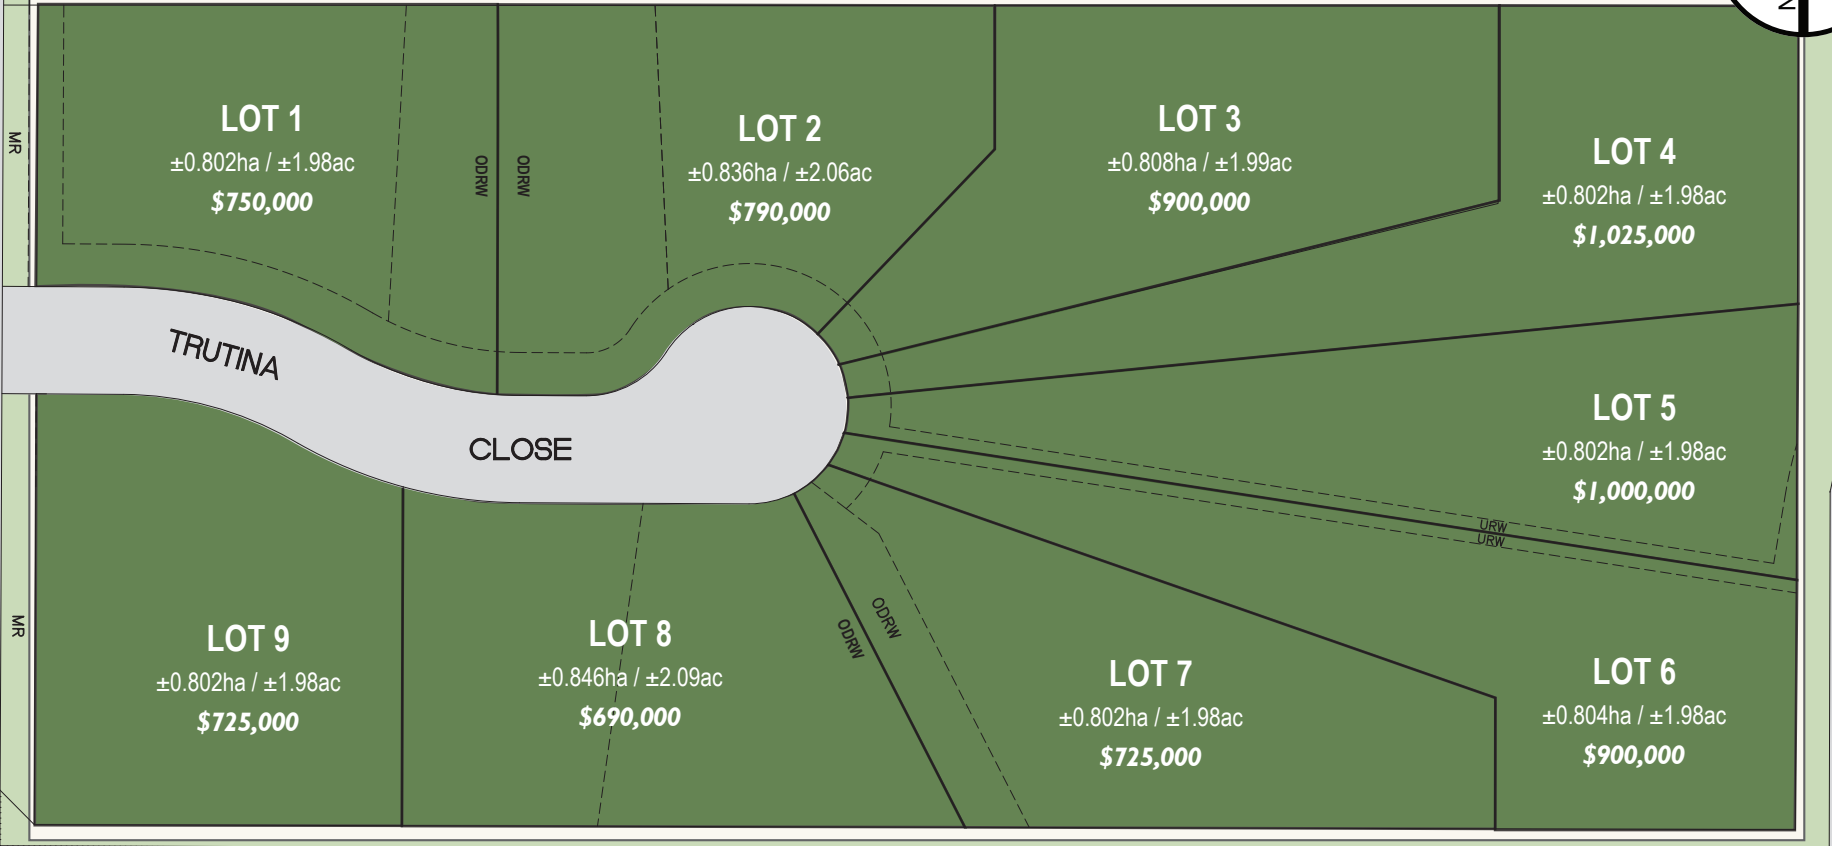 N
MR
LOT 1
±0.802ha / ±1.98ac
$750,000
ODRW
ODRW
LOT 2
±0.836ha / ±2.06ac
$790,000
LOT 3
±0.808ha / ±1.99ac
$900,000
LOT 4
±0.802ha / ±1.98ac
$1,025,000
TRUTINA
CLOSE
LOT 5
±0.802ha / ±1.98ac
$1,000,000
URW
URW
MR
LOT 9
±0.802ha / ±1.98ac
$725,000
LOT 8
±0.846ha / ±2.09ac
$690,000
ODRW
ODRW
LOT 7
±0.802ha / ±1.98ac
$725,000
LOT 6
±0.804ha / ±1.98ac
$900,000